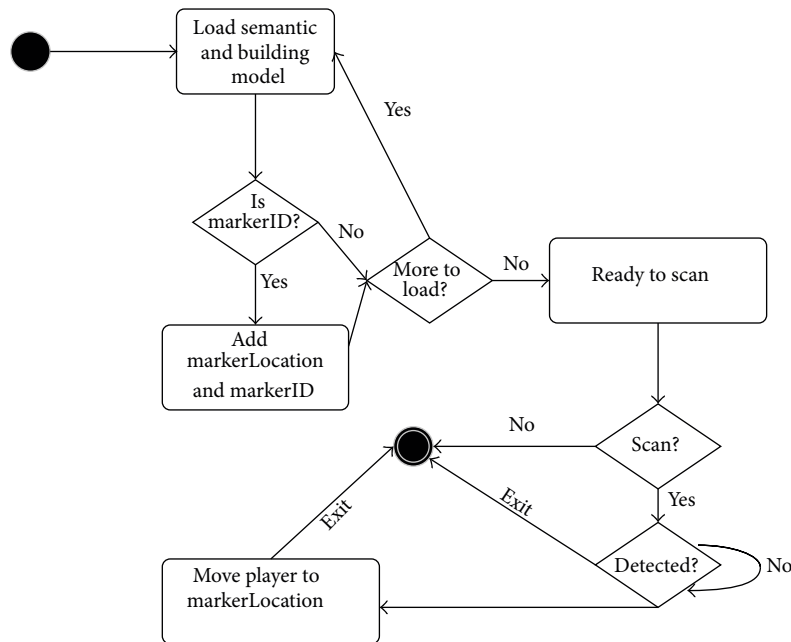 Load semantic
and building
model
Yes
Is
markerID?
No
More to
load?
No
Ready to scan
Yes
Add
markerLocation
and markerID
No
Scan?
Yes
Exit
Exit
Detected?
No
Move player to
markerLocation